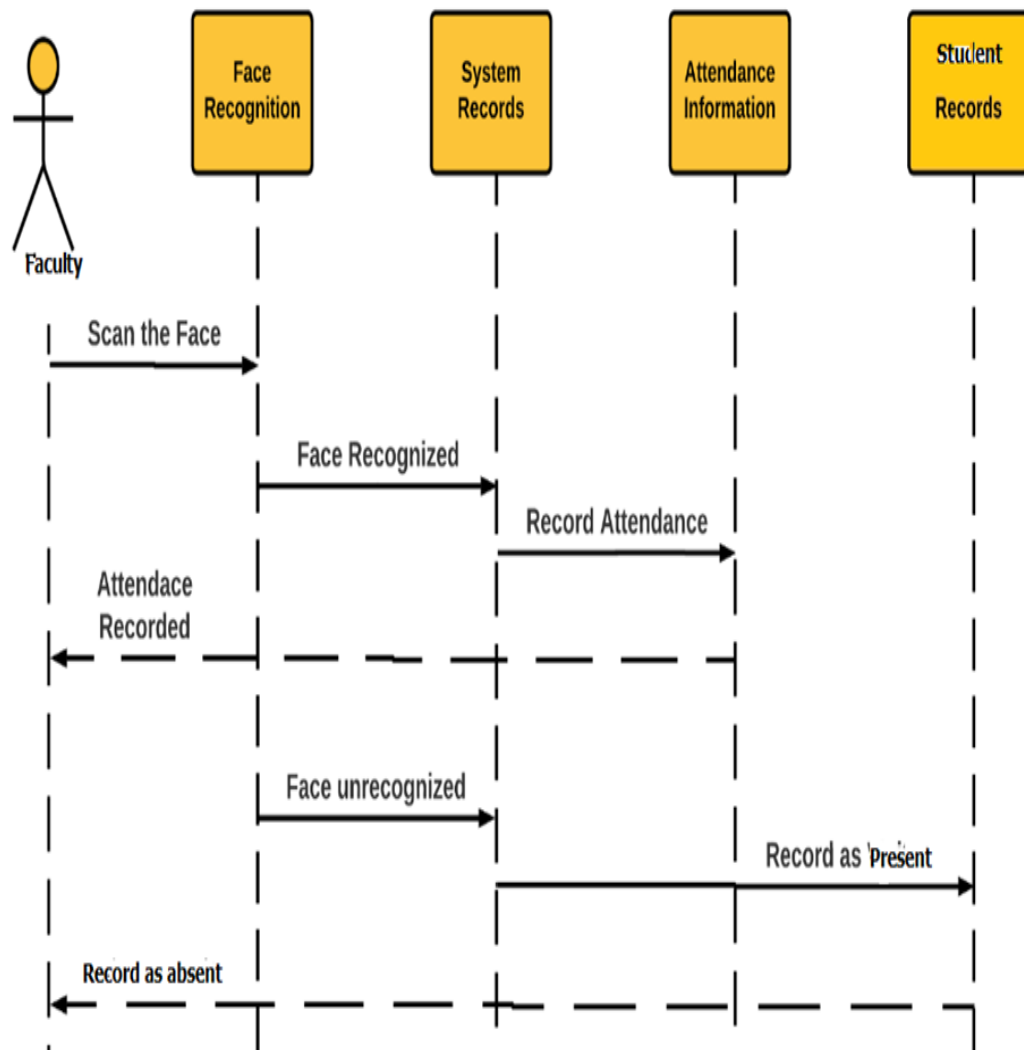 Face
Recognition
System
Records
Attendance
Information
Student
Records
Faculty
Scan the Face
Face Recognized
Record Attendance
Attendace
Recorded
Face unrecognized
Record as Present
Record as absent